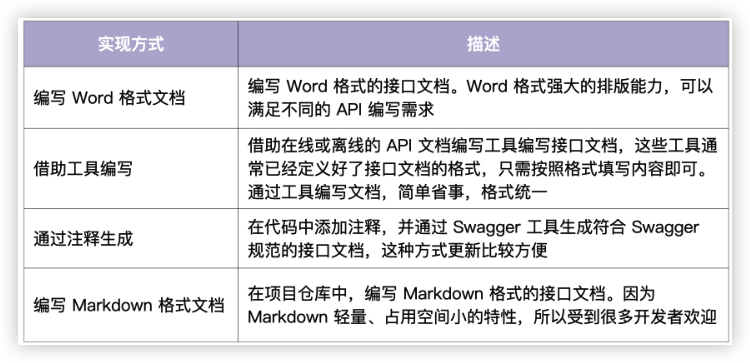 实现方式
描述
编写 Word 格式文档
编写 Word 格式的接口文档。Word 格式强大的排版能力，可以
满足不同的 API 编写需求
借助工具编写
借助在线或离线的 API 文档编写工具编写接口文档，这些工具通
常已经定义好了接口文档的格式，只需按照格式填写内容即可。
通过工具编写文档，简单省事，格式统一
通过注释生成
在代码中添加注释，并通过 Swagger 工具生成符合 Swagger
规范的接口文档，这种方式更新比较方便
编写 Markdown 格式文档
在项目仓库中，编写 Markdown 格式的接口文档。因为
Markdown 轻量、占用空间小的特性，所以受到很多开发者欢迎